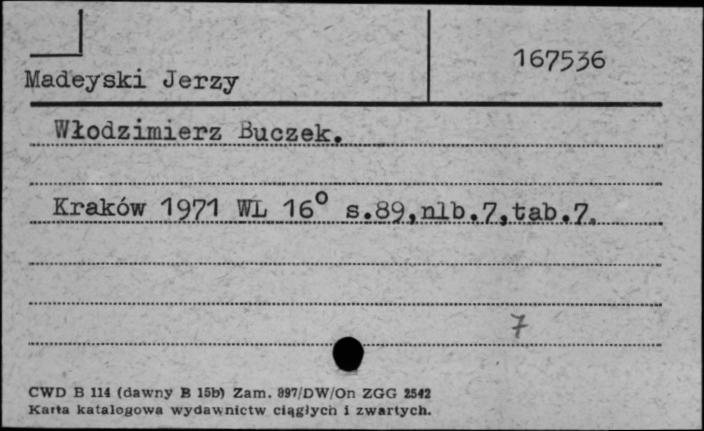 167536
Madeyski Jerzy
Włodzimierz Buczek.
Kraków 1971 WL 16° s.89,nlb.7,tab.7.
7
CWD B 114 (dawny B 15b) Zam. 897/DW/On ZGG 2542
Karta katalogowa wydawnictw ciągłych i zwartych.